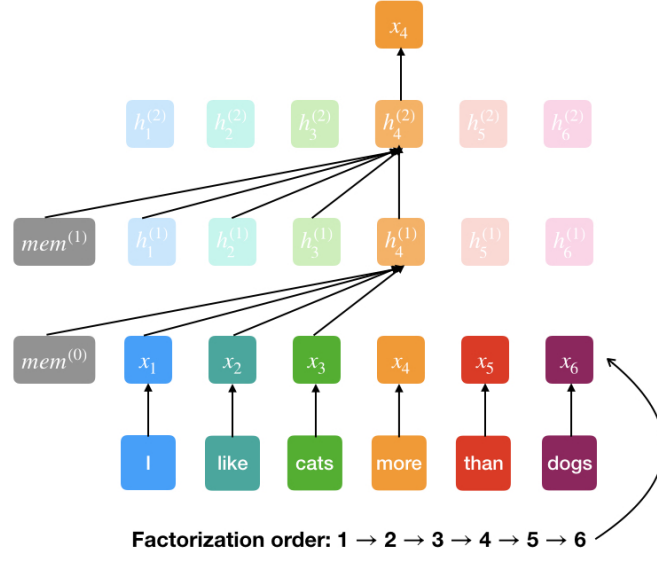 x₄
h₁⁽²⁾ h₂⁽²⁾ h₃⁽²⁾ h₄⁽²⁾ h₅⁽²⁾ h₆⁽²⁾
mem⁽¹⁾ h₁⁽¹⁾ h₂⁽¹⁾ h₃⁽¹⁾ h₄⁽¹⁾ h₅⁽¹⁾ h₆⁽¹⁾
mem⁽⁰⁾ x₁ x₂ x₃ x₄ x₅ x₆
I like cats more than dogs
Factorization order: 1 → 2 → 3 → 4 → 5 → 6